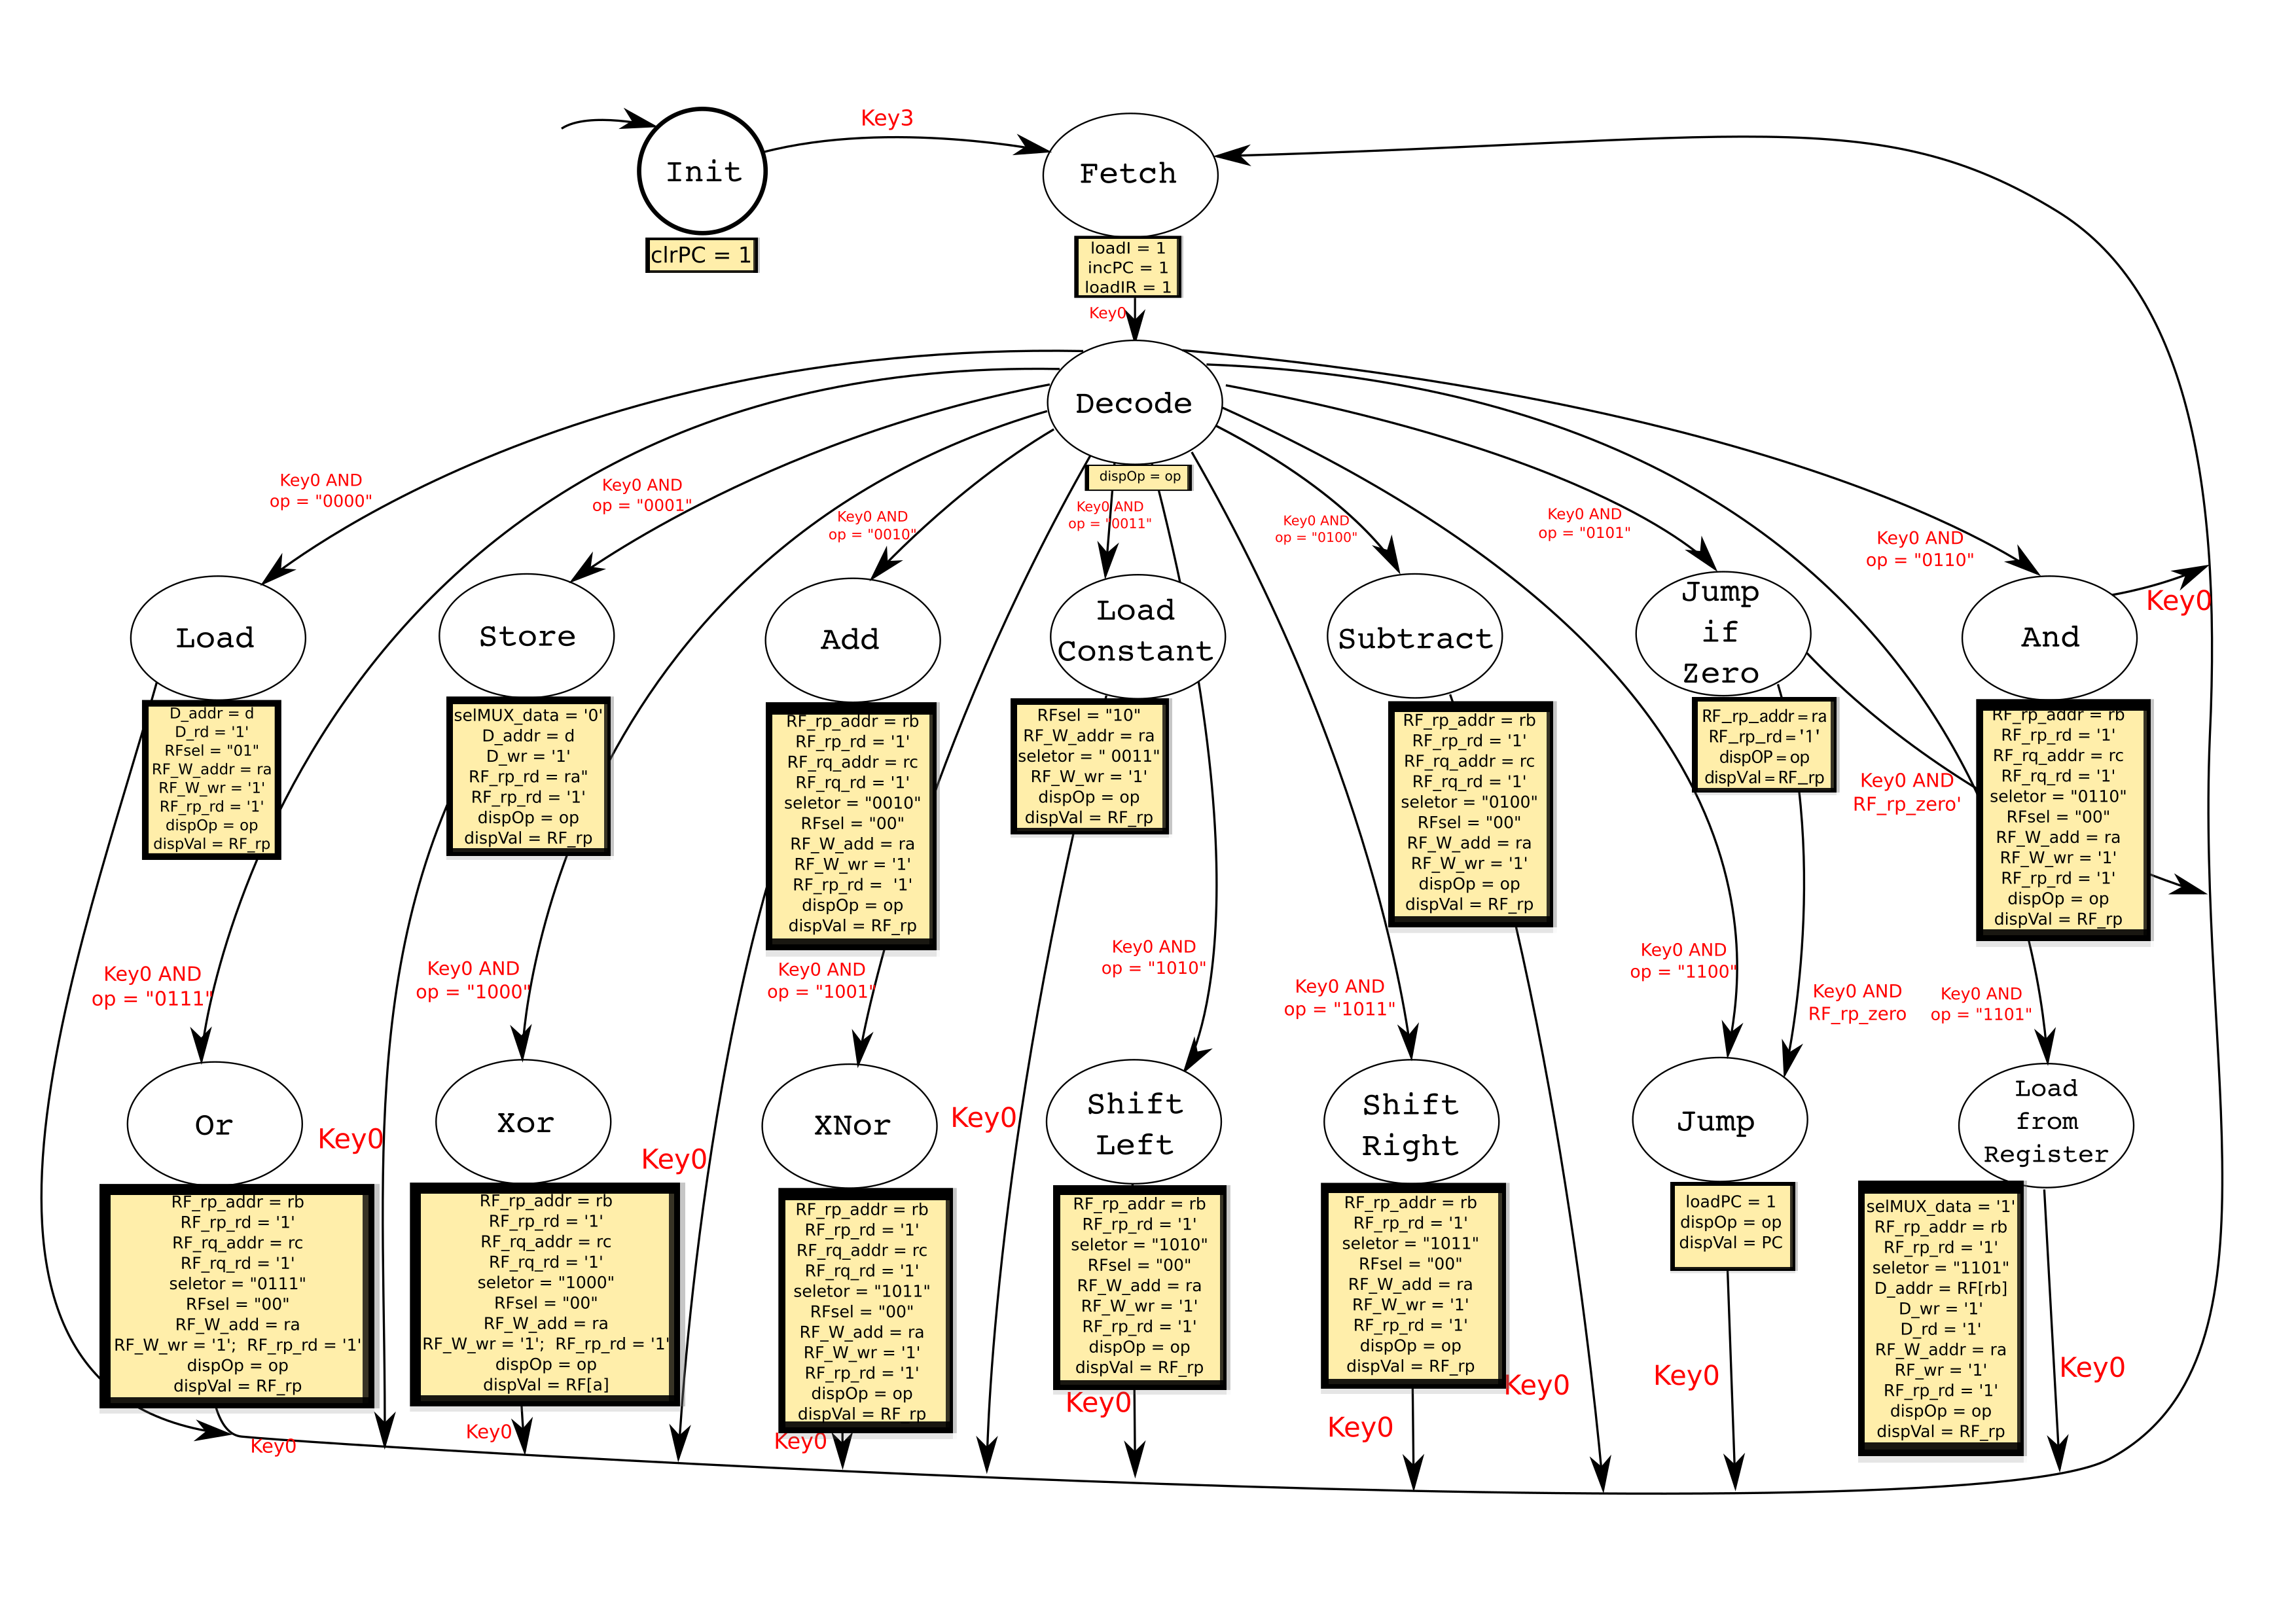 Key3
Init
Fetch
clrPC = 1
loadI = 1
incPC = 1
loadIR = 1
Key0
Decode
dispOp = op
Key0 AND
op = "0000"
Key0 AND
op = "0001"
Key0 AND
op = "0010"
Key0 AND
op = "0011"
Key0 AND
op = "0100"
Key0 AND
op = "0101"
Key0 AND
op = "0110"
Load
Store
Add
Load
Constant
Subtract
Jump
if
Zero
And
Key0
D_addr = d
D_rd = '1'
RFsel = "01"
RF_W_addr = ra
RF_W_wr = '1'
RF_rp_rd = '1'
dispOp = op
dispVal = RF_rp
selMUX_data = '0'
D_addr = d
D_wr = '1'
RF_rp_rd = ra"
RF_rp_rd = '1'
dispOp = op
dispVal = RF_rp
RF_rp_addr = rb
RF_rp_rd = '1'
RF_rq_addr = rc
RF_rq_rd = '1'
seletor = "0010"
RFsel = "00"
RF_W_add = ra
RF_W_wr = '1'
RF_rp_rd =  '1'
dispOp = op
dispVal = RF_rp
RFsel = "10"
RF_W_addr = ra
seletor = " 0011"
RF_W_wr = '1'
dispOp = op
dispVal = RF_rp
RF_rp_addr = rb
RF_rp_rd = '1'
RF_rq_addr = rc
RF_rq_rd = '1'
seletor = "0100"
RFsel = "00"
RF_W_add = ra
RF_W_wr = '1'
dispOp = op
dispVal = RF_rp
RF_rp_addr = ra
RF_rp_rd = '1'
dispOP = op
dispVal = RF_rp
Key0 AND
RF_rp_zero'
RF_rp_addr = rb
RF_rp_rd = '1'
RF_rq_addr = rc
RF_rq_rd = '1'
seletor = "0110"
RFsel = "00"
RF_W_add = ra
RF_W_wr = '1'
RF_rp_rd = '1'
dispOp = op
dispVal = RF_rp
Key0 AND
op = "0111"
Key0 AND
op = "1000"
Key0 AND
op = "1001"
Key0 AND
op = "1010"
Key0 AND
op = "1011"
Key0 AND
op = "1100"
Key0 AND
RF_rp_zero
Key0 AND
op = "1101"
Or
Key0
Xor
Key0
XNor
Key0
Shift
Left
Shift
Right
Jump
Load
from
Register
RF_rp_addr = rb
RF_rp_rd = '1'
RF_rq_addr = rc
RF_rq_rd = '1'
seletor = "0111"
RFsel = "00"
RF_W_add = ra
RF_W_wr = '1';  RF_rp_rd = '1'
dispOp = op
dispVal = RF_rp
RF_rp_addr = rb
RF_rp_rd = '1'
RF_rq_addr = rc
RF_rq_rd = '1'
seletor = "1000"
RFsel = "00"
RF_W_add = ra
RF_W_wr = '1';  RF_rp_rd = '1'
dispOp = op
dispVal = RF[a]
RF_rp_addr = rb
RF_rp_rd = '1'
RF_rq_addr = rc
RF_rq_rd = '1'
seletor = "1011"
RFsel = "00"
RF_W_add = ra
RF_W_wr = '1'
RF_rp_rd = '1'
dispOp = op
dispVal = RF_rp
RF_rp_addr = rb
RF_rp_rd = '1'
seletor = "1010"
RFsel = "00"
RF_W_add = ra
RF_W_wr = '1'
RF_rp_rd = '1'
dispOp = op
dispVal = RF_rp
RF_rp_addr = rb
RF_rp_rd = '1'
seletor = "1011"
RFsel = "00"
RF_W_add = ra
RF_W_wr = '1'
RF_rp_rd = '1'
dispOp = op
dispVal = RF_rp
loadPC = 1
dispOp = op
dispVal = PC
selMUX_data = '1'
RF_rp_addr = rb
RF_rp_rd = '1'
seletor = "1101"
D_addr = RF[rb]
D_wr = '1'
D_rd = '1'
RF_W_addr = ra
RF_wr = '1'
RF_rp_rd = '1'
dispOp = op
dispVal = RF_rp
Key0
Key0
Key0
Key0
Key0
Key0
Key0
Key0
Key0